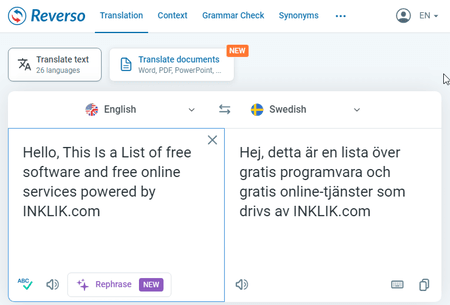 Reverso
Translation
Context
Grammar Check
Synonyms
EN
Translate text
26 languages
Translate documents
Word, PDF, PowerPoint, ...
NEW
English
Swedish
Hello, This Is a List of free
software and free online
services powered by
INKLIK.com
Hej, detta är en lista över
gratis programvara och
gratis online-tjänster som
drivs av INKLIK.com
ABC
Rephrase
NEW